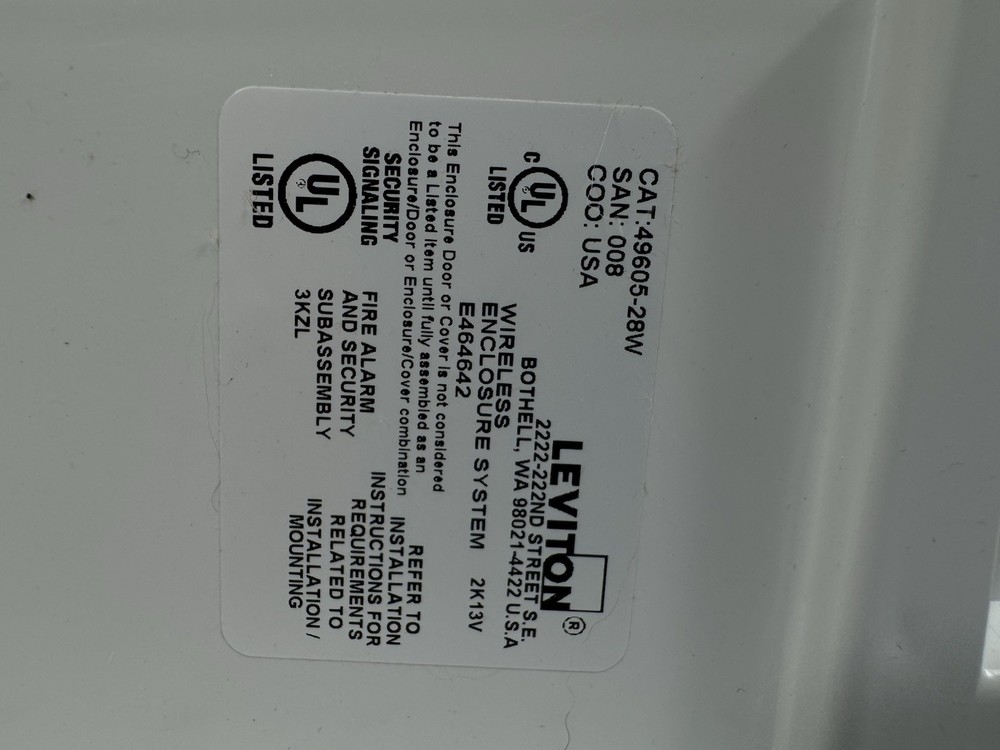 CAT:49605-28W
SAN: 008
COO: USA
LEVITON®
2222-222ND STREET S.E.
BOTHELL, WA 98021-4422 U.S.A
C UL US
LISTED
WIRELESS
ENCLOSURE SYSTEM 2K13V
E464642
This Enclosure Door or Cover is not considered
to be a Listed item until fully assembled as an
Enclosure/Door or Enclosure/Cover combination
SECURITY
SIGNALING
UL®
LISTED
FIRE ALARM
AND SECURITY
SUBASSEMBLY
3KZL
REFER TO
INSTALLATION
INSTRUCTIONS FOR
REQUIREMENTS
RELATED TO
INSTALLATION /
MOUNTING